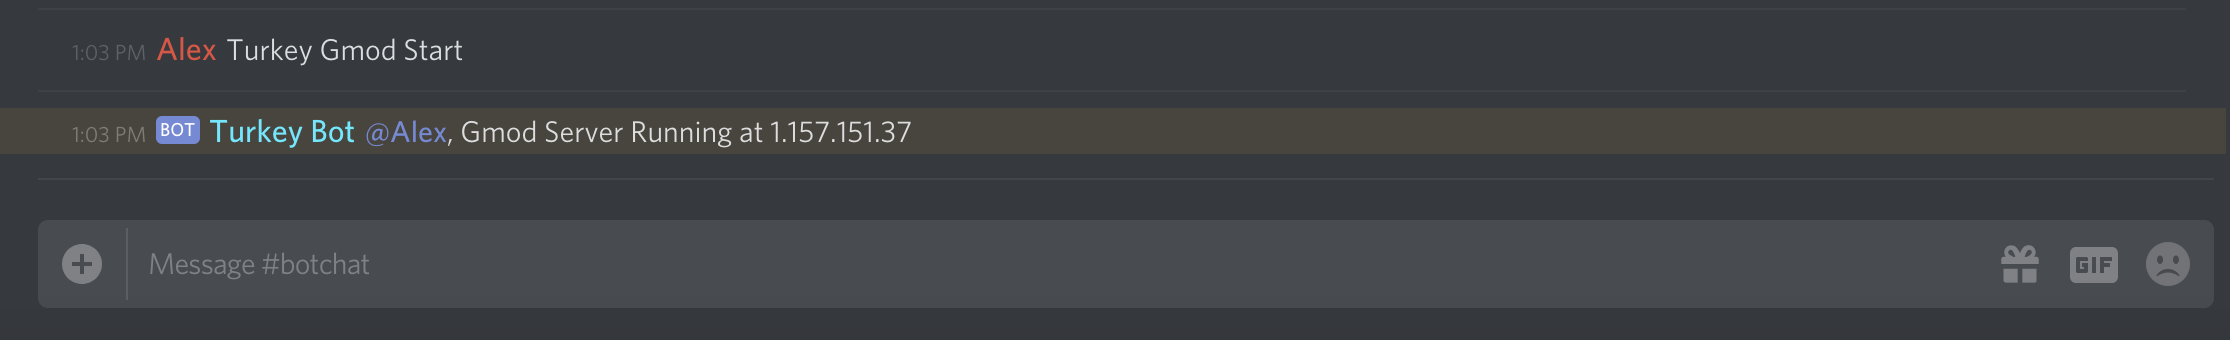 1:03 PM Alex Turkey Gmod Start
1:03 PM BOT Turkey Bot @Alex, Gmod Server Running at 1.157.151.37
Message #botchat GIF